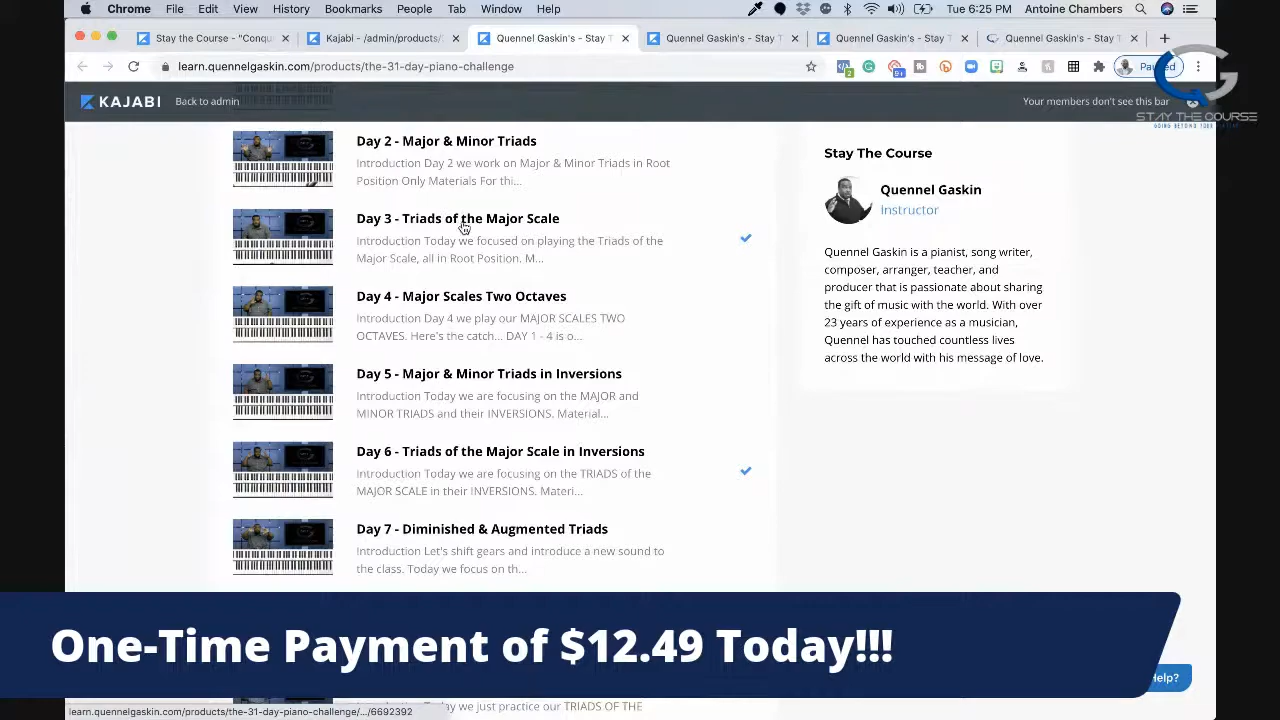 Chrome File Edit View History Bookmarks People Tab Window Help Tue 6:25 PM Antoine Chambers
Stay the Course - "Conqu Kajabi - /admin/products/ Quennel Gaskin's - Stay T Quennel Gaskin's - Stay T Quennel Gaskin's - Stay T Quennel Gaskin's - Stay T
learn.quennelgaskin.com/products/the-31-day-piano-challenge
KAJABI Back to admin Your members don't see this bar
STAY THE COURSE
GOING BEYOND YOUR PLAYING
Day 2 - Major & Minor Triads
Introduction Day 2 we work on Major & Minor Triads in Root
Position Only Materials For thi...
Day 3 - Triads of the Major Scale
Introduction Today we focused on playing the Triads of the
Major Scale, all in Root Position. M...
Day 4 - Major Scales Two Octaves
Introduction Day 4 we play our MAJOR SCALES TWO
OCTAVES. Here's the catch... DAY 1 - 4 is o...
Day 5 - Major & Minor Triads in Inversions
Introduction Today we are focusing on the MAJOR and
MINOR TRIADS and their INVERSIONS. Material...
Day 6 - Triads of the Major Scale in Inversions
Introduction Today we are focusing on the TRIADS of the
MAJOR SCALE in their INVERSIONS. Materi...
Day 7 - Diminished & Augmented Triads
Introduction Let's shift gears and introduce a new sound to
the class. Today we focus on th...
Stay The Course
Quennel Gaskin
Instructor
Quennel Gaskin is a pianist, song writer,
composer, arranger, teacher, and
producer that is passionate about sharing
the gift of music with the world. With over
23 years of experience as a musician,
Quennel has touched countless lives
across the world with his message of love.
One-Time Payment of $12.49 Today!!!
Help?
we just practice our TRIADS OF THE
learn.quennelgaskin.com/products/the-31-day-piano-challenge/.../6692392